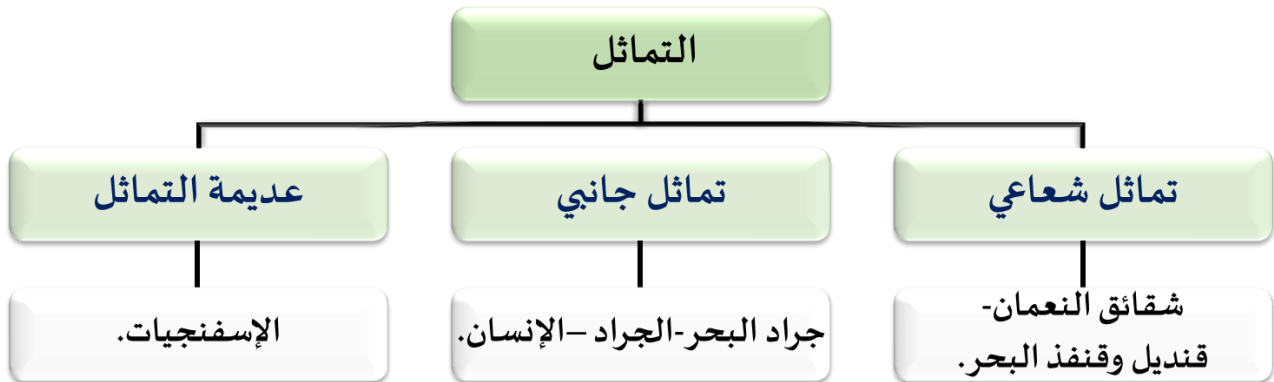 التماثل
تماثل شعاعي
تماثل جانبي
عديمة التماثل
شقائق النعمان-
قنديل وقنفذ البحر.
جراد البحر-الجراد –الإنسان.
الإسفنجيات.